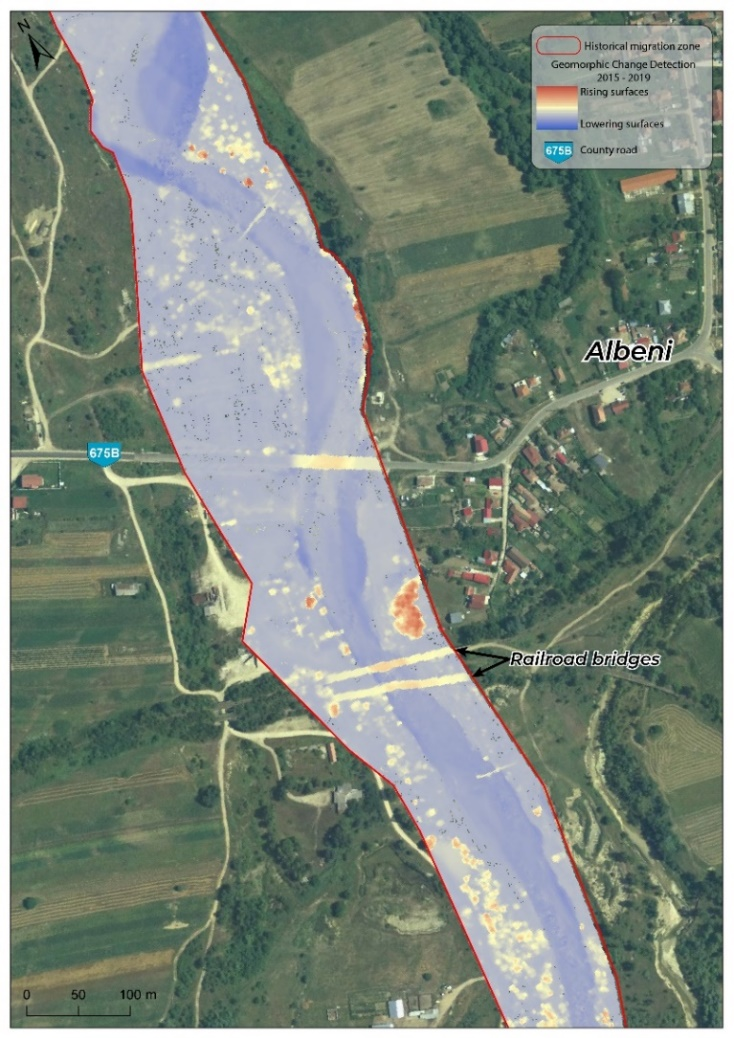 N
Historical migration zone
Geomorphic Change Detection
2015 - 2019
Rising surfaces
Lowering surfaces
675B County road
Albeni
675B
Railroad bridges
0 50 100 m